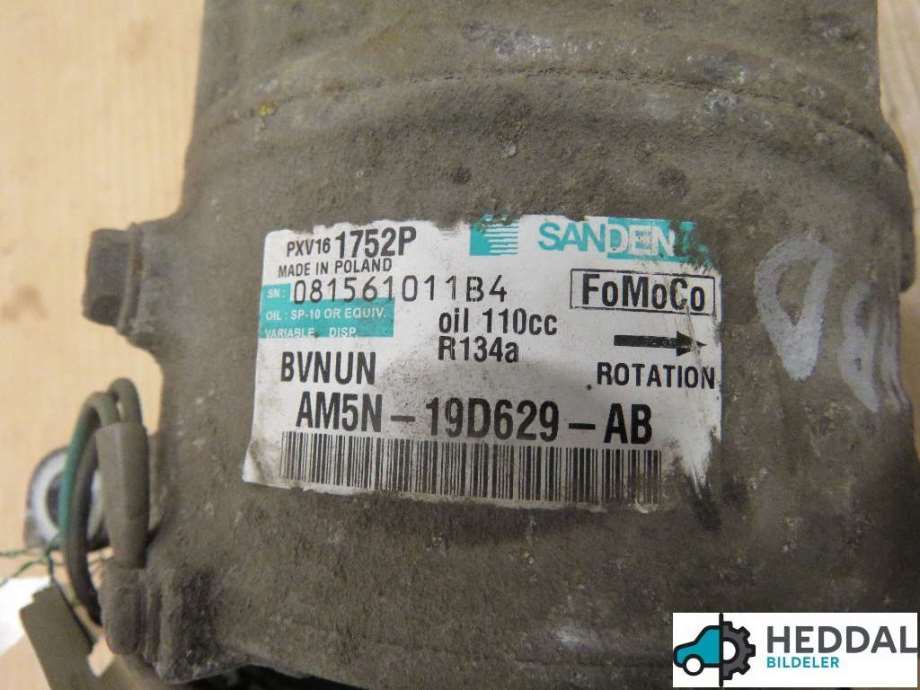 PXV16 1752P SANDEN
MADE IN POLAND
SN: 081561011B4 FoMoCo
OIL : SP-10 OR EQUIV. oil 110cc
VARIABLE DISP. R134a
BVNUN ROTATION
AM5N-19D629-AB
HEDDAL
BILDELER